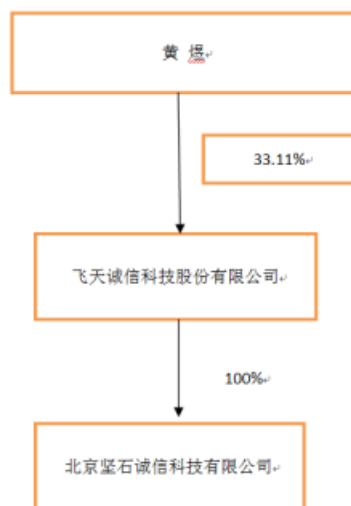 黄 煜
33.11%
飞天诚信科技股份有限公司
100%
北京坚石诚信科技有限公司